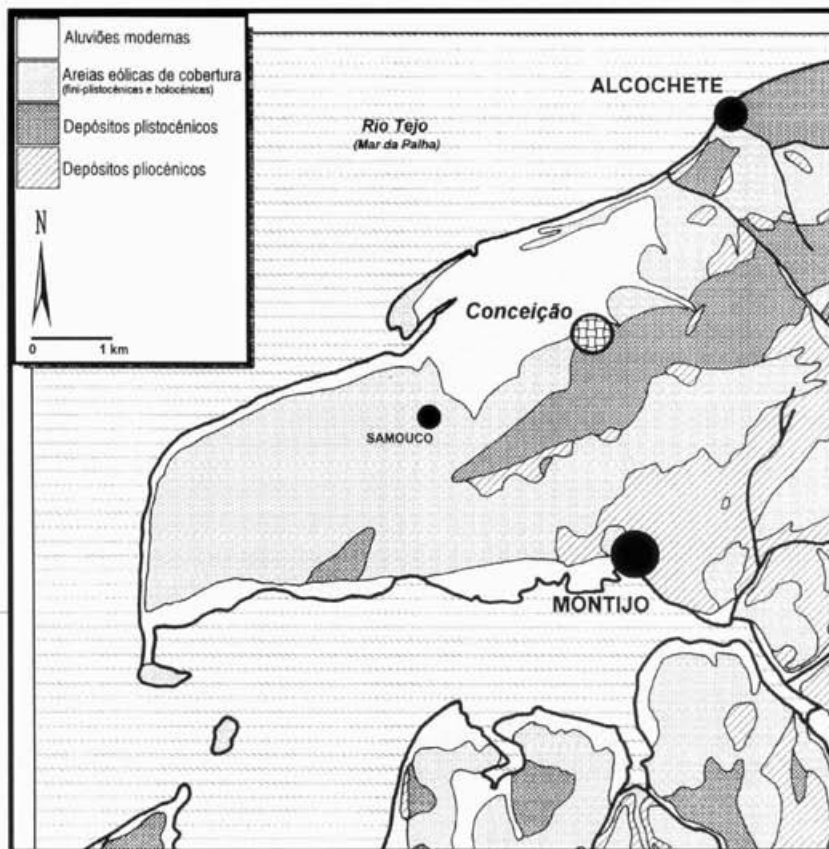 Aluviões modernas
Areias eólicas de cobertura
(fini-plistocénicas e holocénicas)
Depósitos plistocénicos
Depósitos pliocénicos
N
0 1 km
ALCOCHETE
Rio Tejo
(Mar da Palha)
Conceição
SAMOUCO
MONTIJO